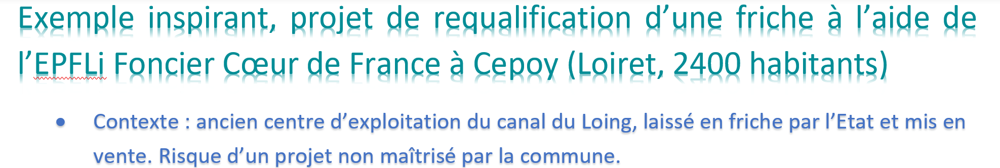 Exemple inspirant, projet de requalification d’une friche à l’aide de
l’EPFLi Foncier Cœur de France à Cepoy (Loiret, 2400 habitants)
• Contexte : ancien centre d’exploitation du canal du Loing, laissé en friche par l’Etat et mis en
vente. Risque d’un projet non maîtrisé par la commune.